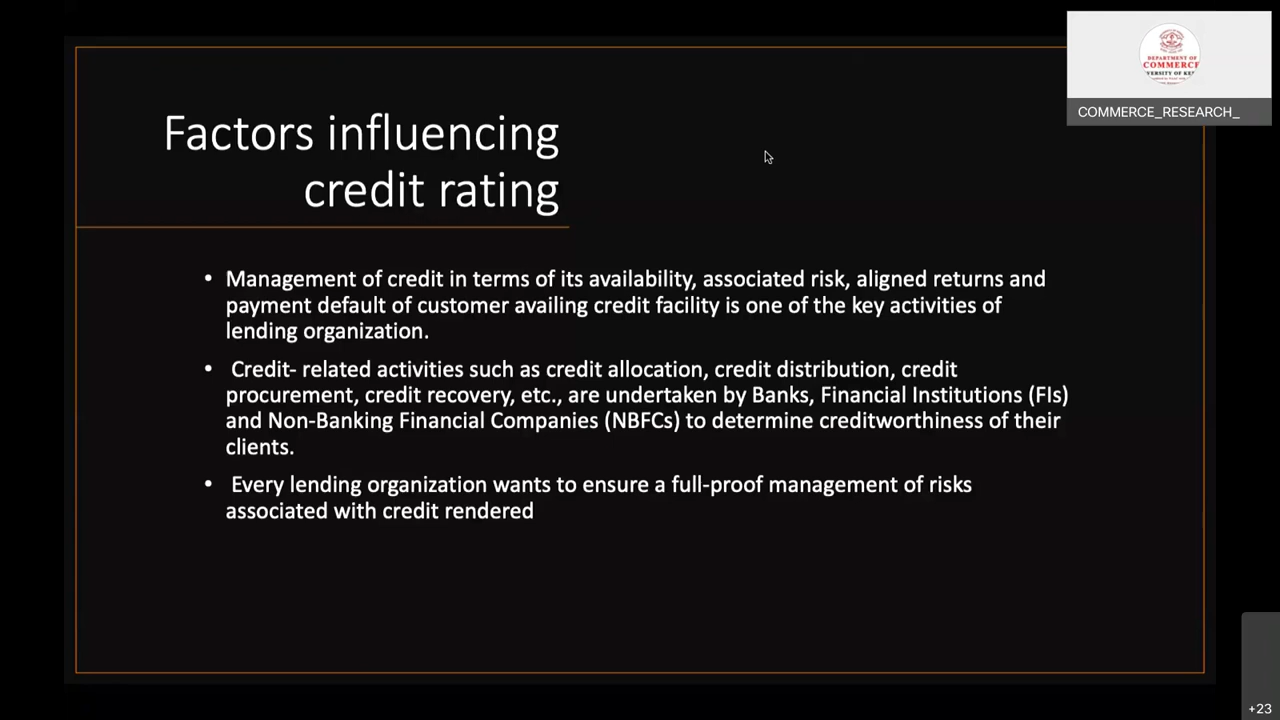 Factors influencing
credit rating
• Management of credit in terms of its availability, associated risk, aligned returns and
payment default of customer availing credit facility is one of the key activities of
lending organization.
• Credit- related activities such as credit allocation, credit distribution, credit
procurement, credit recovery, etc., are undertaken by Banks, Financial Institutions (FIs)
and Non-Banking Financial Companies (NBFCs) to determine creditworthiness of their
clients.
• Every lending organization wants to ensure a full-proof management of risks
associated with credit rendered
DEPARTMENT OF
COMMERCE
COMMERCE_RESEARCH_
+23